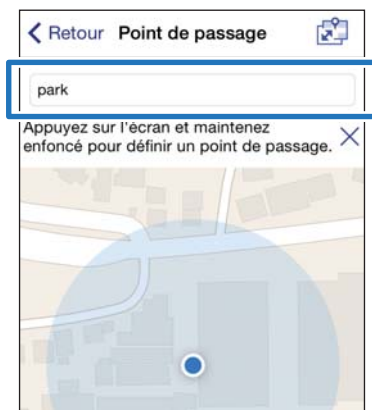 Retour Point de passage
park
Appuyez sur l'écran et maintenez
enfoncé pour définir un point de passage.